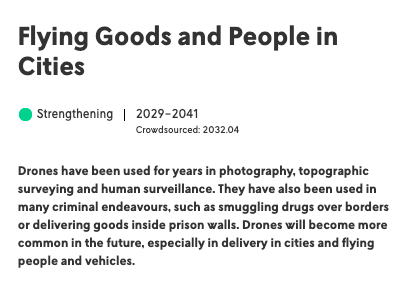 Flying Goods and People in
Cities
Strengthening | 2029–2041
Crowdsourced: 2032.04
Drones have been used for years in photography, topographic
surveying and human surveillance. They have also been used in
many criminal endeavours, such as smuggling drugs over borders
or delivering goods inside prison walls. Drones will become more
common in the future, especially in delivery in cities and flying
people and vehicles.